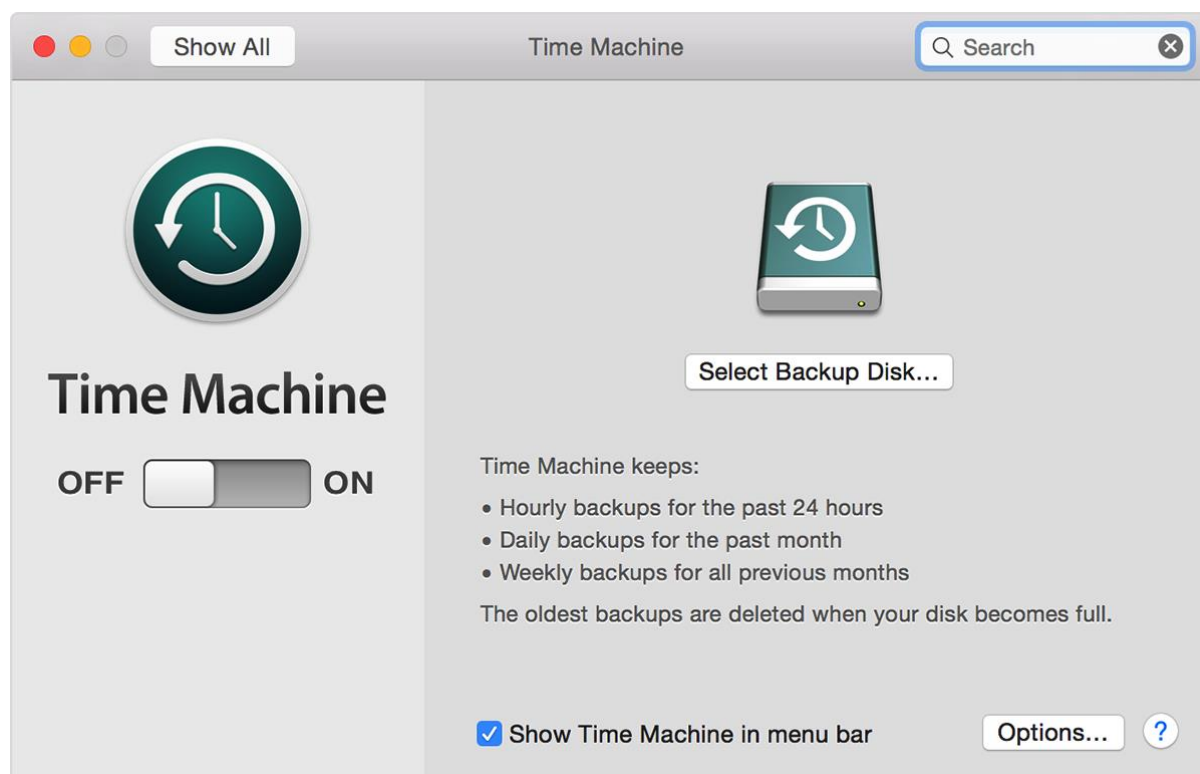 Show All Time Machine Search
Time Machine
OFF ON
Select Backup Disk...
Time Machine keeps:
• Hourly backups for the past 24 hours
• Daily backups for the past month
• Weekly backups for all previous months
The oldest backups are deleted when your disk becomes full.
Show Time Machine in menu bar Options... ?